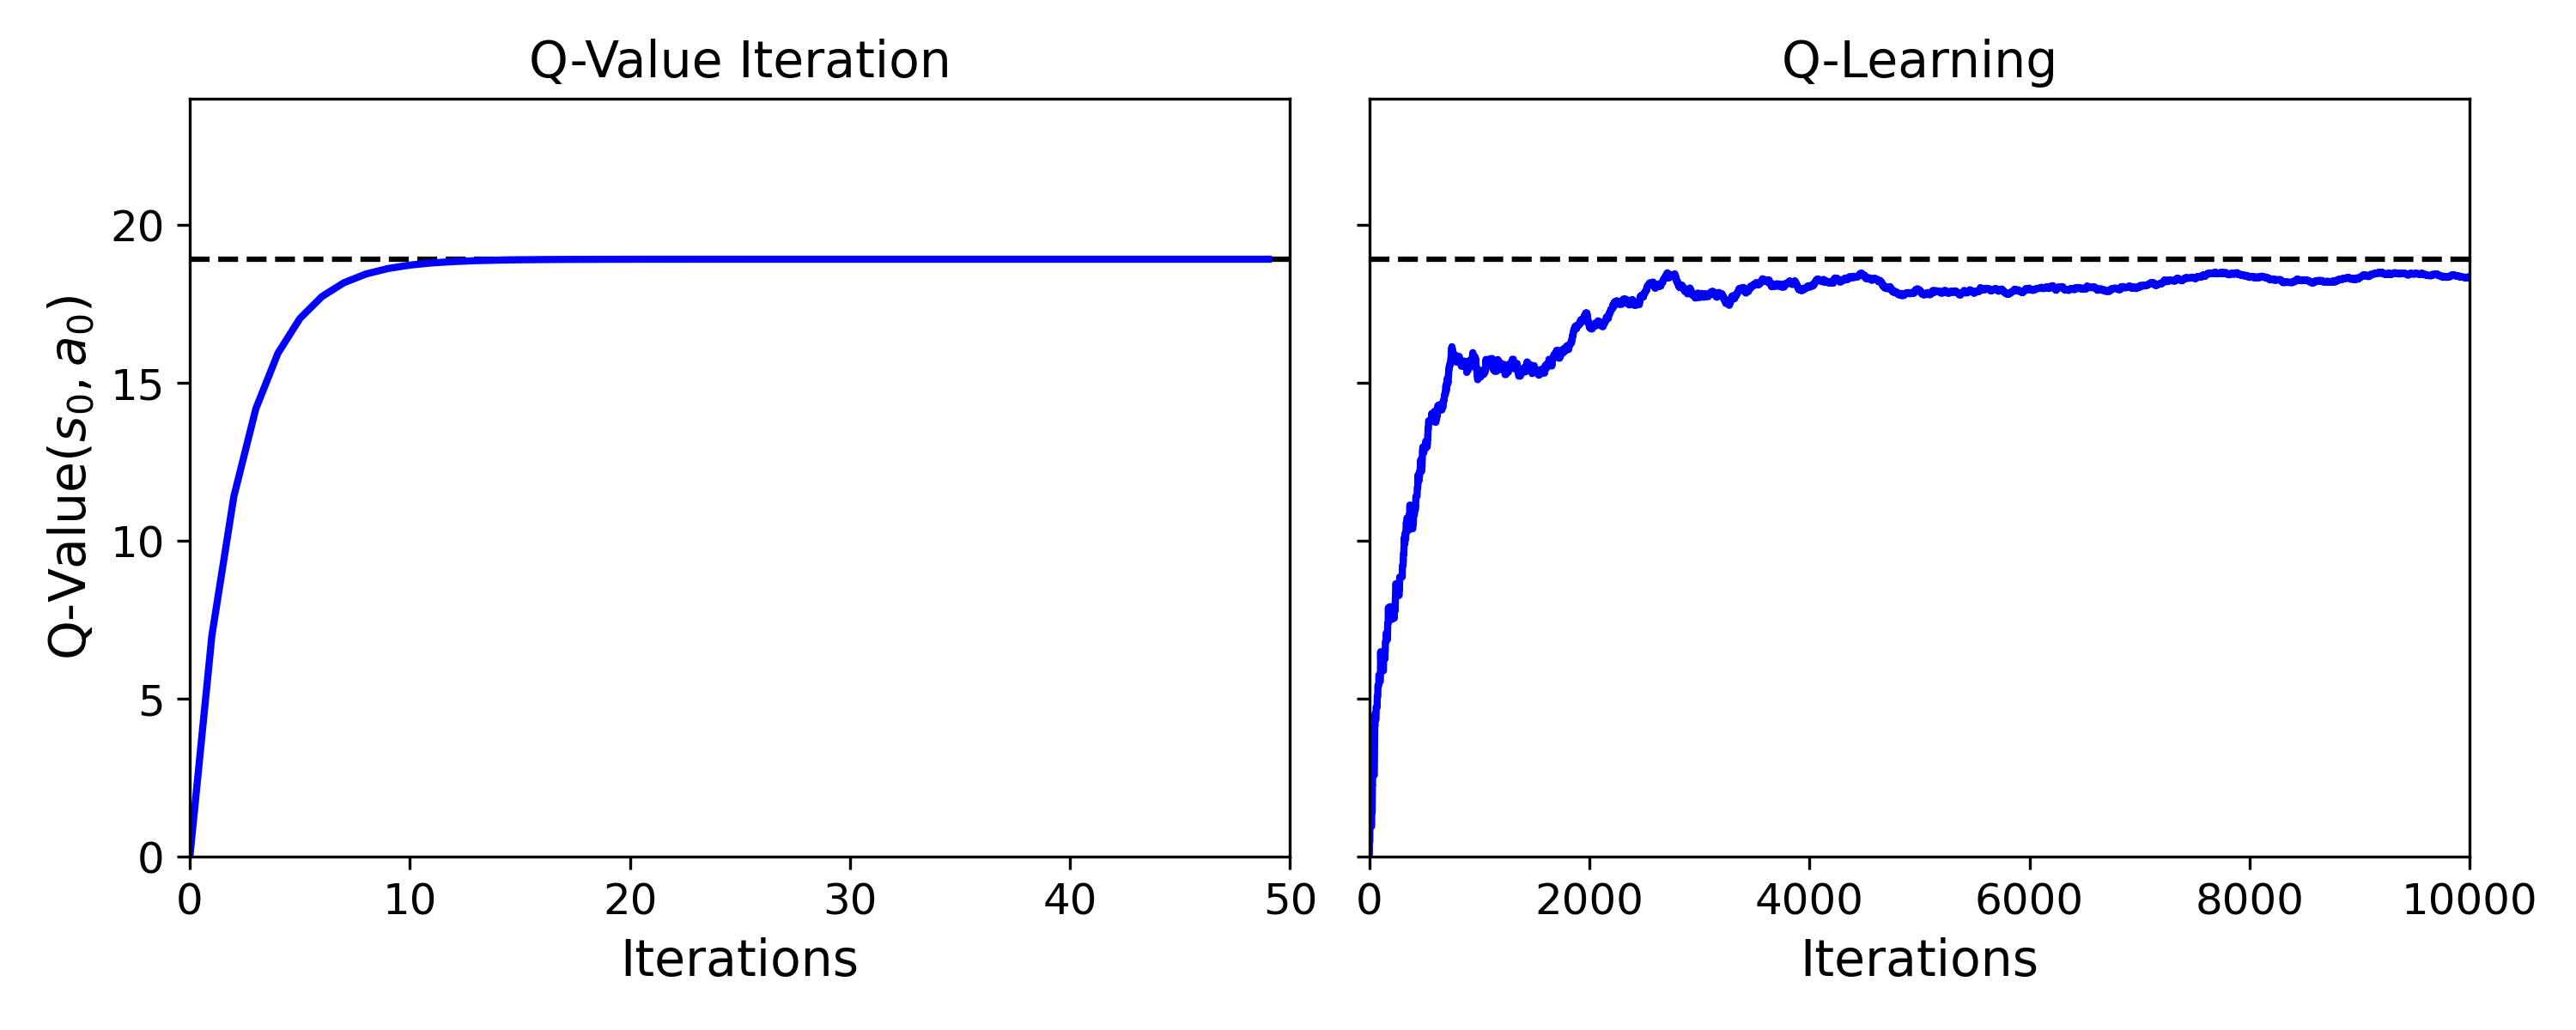 Q-Value Iteration
Q-Learning
Q-Value(s₀, a₀)
20
15
10
5
0
0 10 20 30 40 50
0 2000 4000 6000 8000 10000
Iterations
Iterations